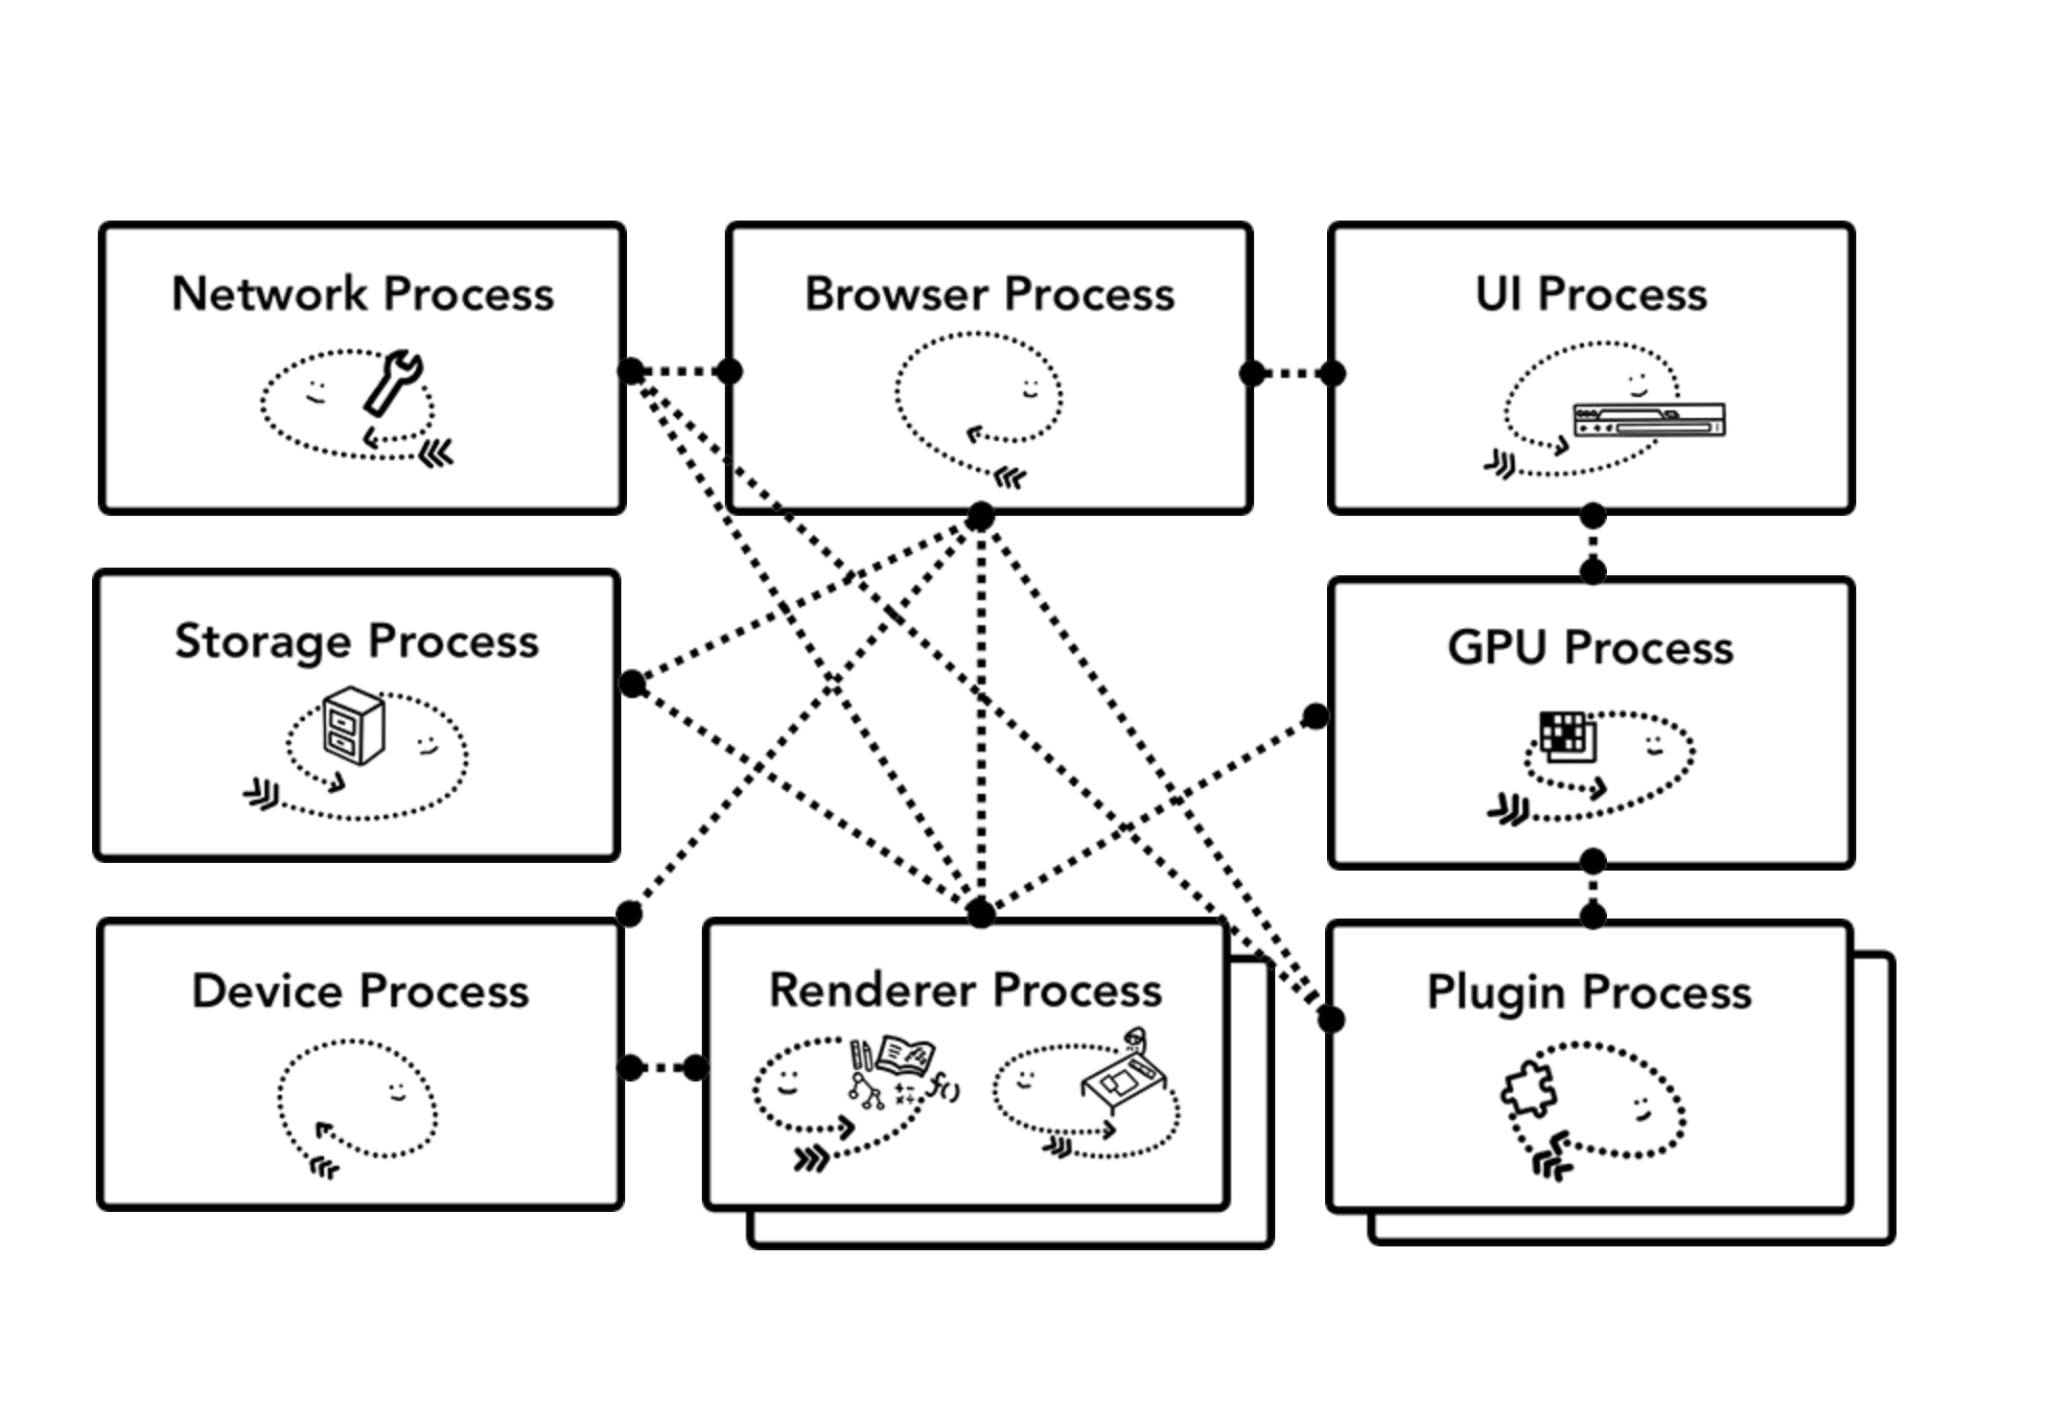 Network Process
Browser Process
UI Process
Storage Process
GPU Process
Device Process
Renderer Process
f()
Plugin Process